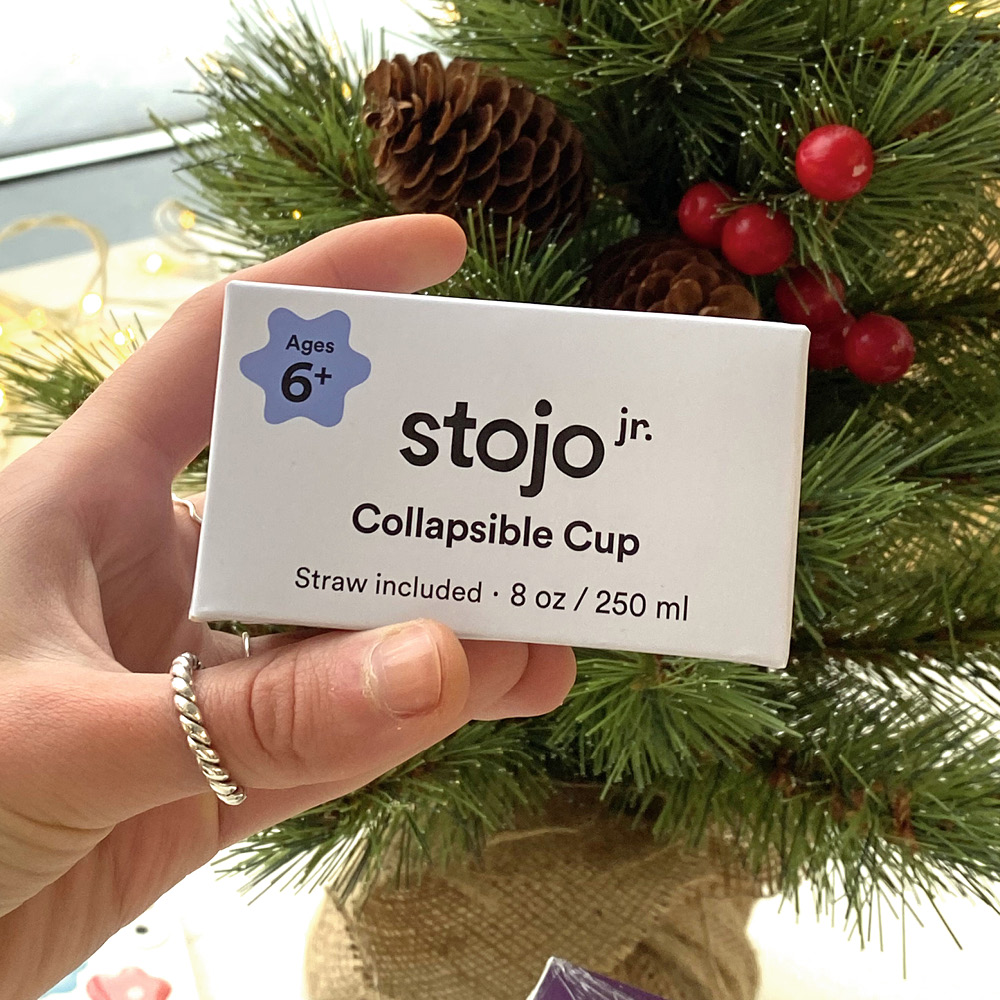 Ages
6+
stojo jr.
Collapsible Cup
Straw included · 8 oz / 250 ml